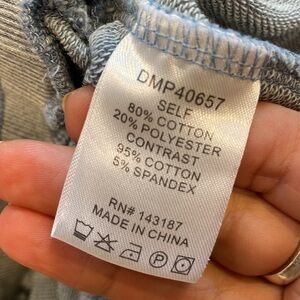 DMP40657
SELF
80% COTTON
20% POLYESTER
CONTRAST
95% COTTON
5% SPANDEX
RN# 143187
MADE IN CHINA